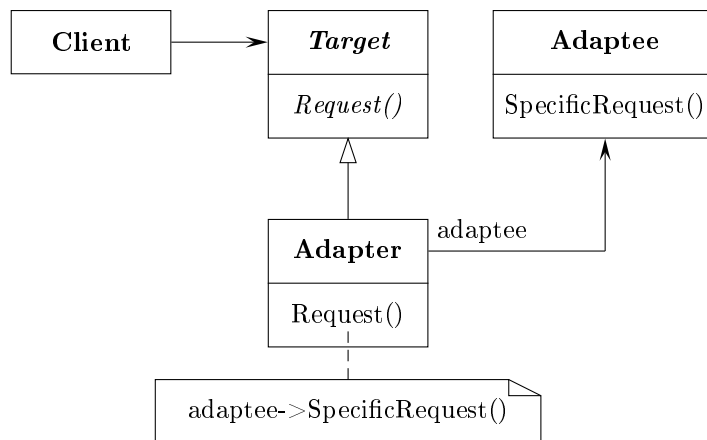 Client
Target
Adaptee
Request()
SpecificRequest()
adaptee
Adapter
Request()
adaptee->SpecificRequest()